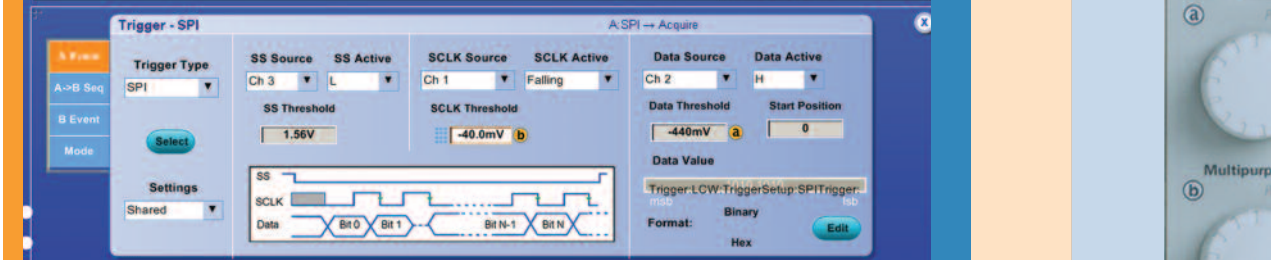 Trigger - SPI
A:SPI → Acquire
x
A->B Seq
B Event
Mode
Trigger Type
SPI
Select
Settings
Shared
SS Source SS Active
Ch 3 L
SS Threshold
1.56V
SCLK Source SCLK Active
Ch 1 Falling
SCLK Threshold
-40.0mV b
Data Source Data Active
Ch 2 H
Data Threshold Start Position
-440mV a 0
Data Value
Trigger:LCW:TriggerSetup:SPITrigger:
msb lsb
Format: Binary
Hex
Edit
SS
SCLK
Data Bit 0 Bit 1 Bit N-1 Bit N
a
Multipurp
b